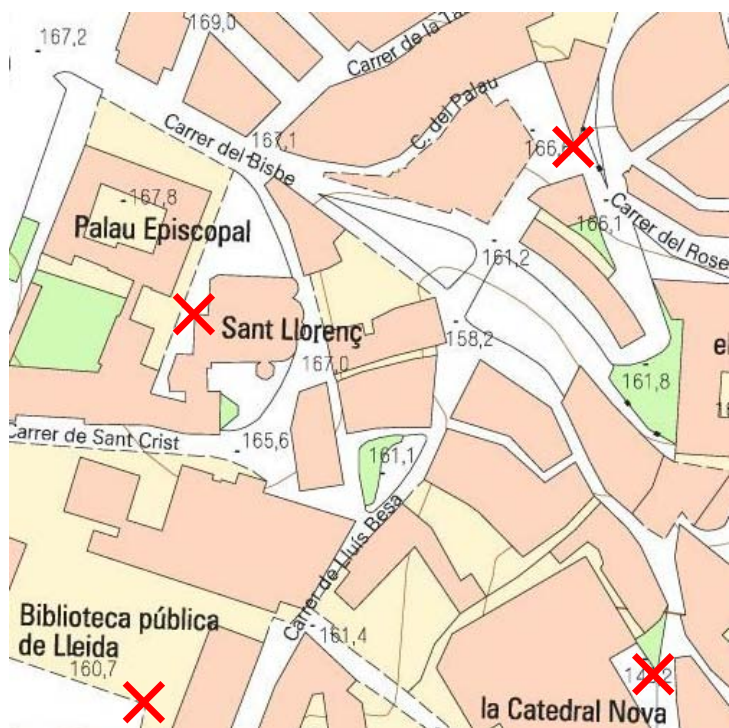 169,0
167,2
Carrer de la
C. del Palau
Carrer del Bisbe
167,1
167,8
Palau Episcopal
166,1
Carrer del Rose
161,2
Sant Llorenç
158,2
el
167,0
161,8
Carrer de Sant Crist
165,6
161,1
Carrer de Lluís Besa
Biblioteca pública
de Lleida
161,4
160,7
la Catedral Nova